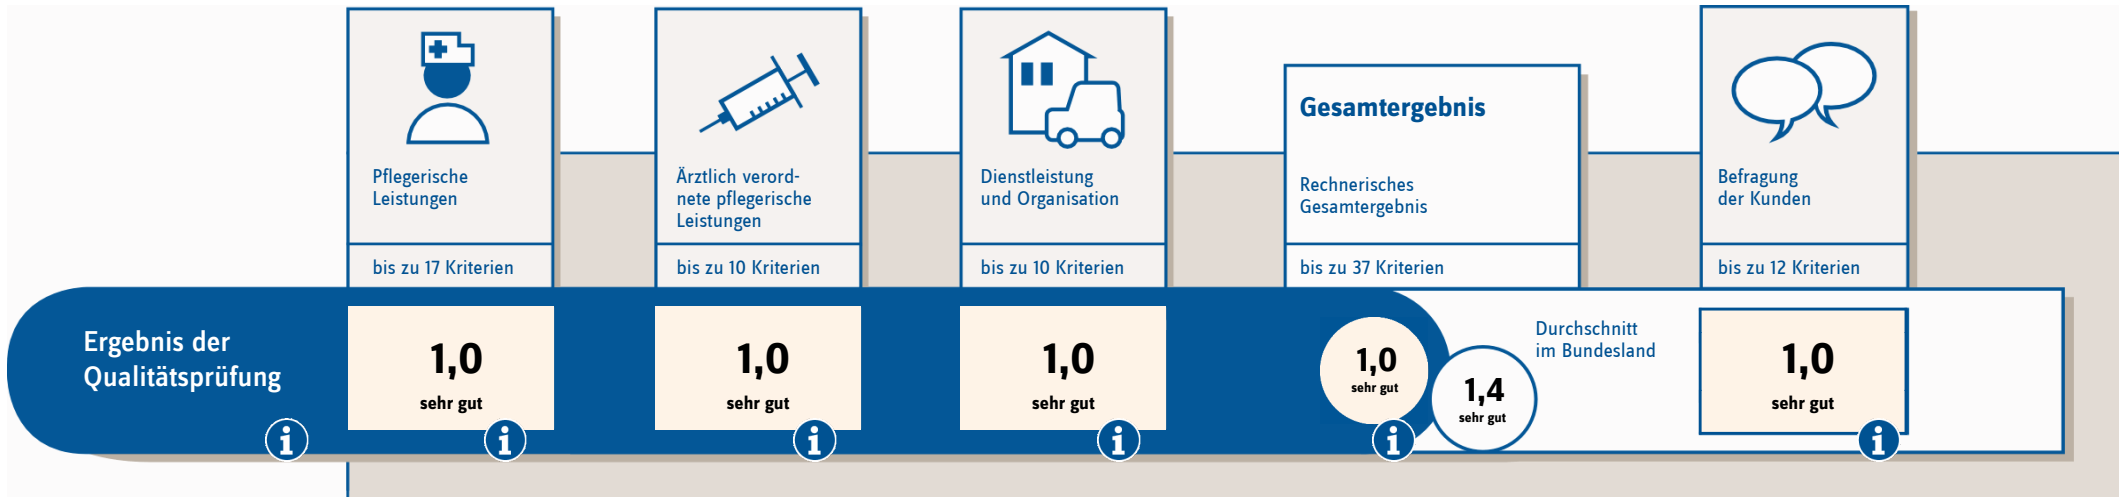 Pflegerische
Leistungen
bis zu 17 Kriterien
Ärztlich verord-
nete pflegerische
Leistungen
bis zu 10 Kriterien
Dienstleistung
und Organisation
bis zu 10 Kriterien
Gesamtergebnis
Rechnerisches
Gesamtergebnis
bis zu 37 Kriterien
Befragung
der Kunden
bis zu 12 Kriterien
Ergebnis der
Qualitätsprüfung
i
1,0
sehr gut
i
1,0
sehr gut
i
1,0
sehr gut
i
1,0
sehr gut
i
1,4
sehr gut
Durchschnitt
im Bundesland
1,0
sehr gut
i